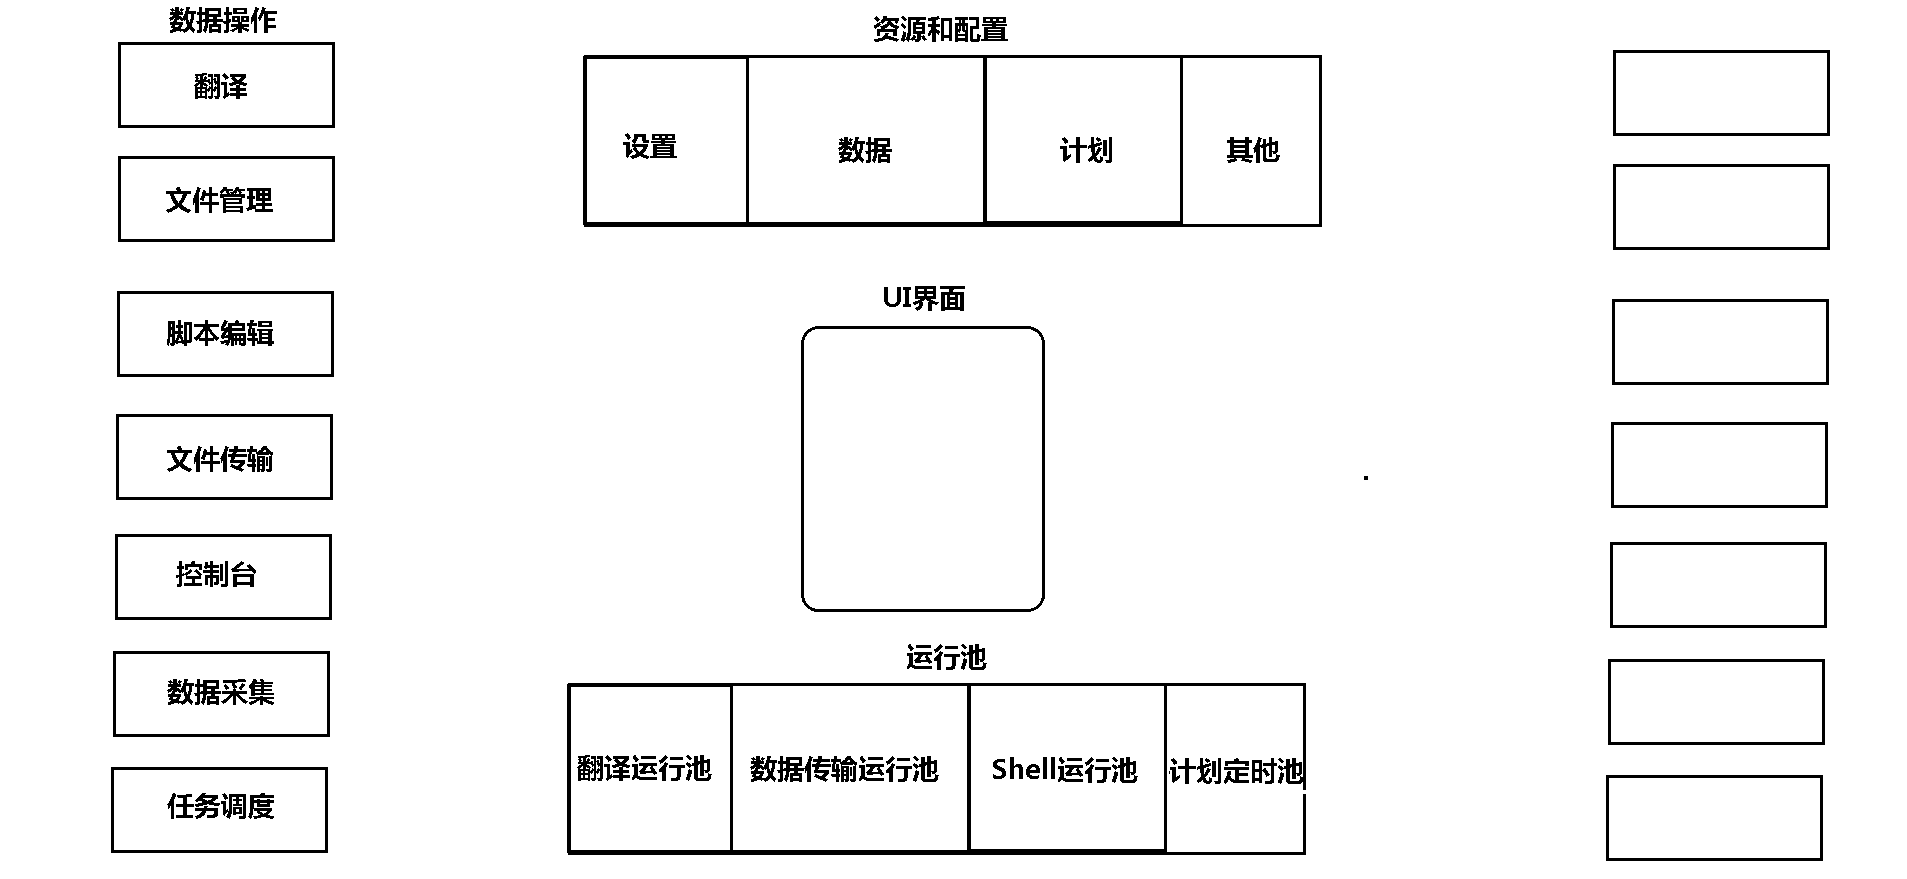 数据操作
翻译
文件管理
脚本编辑
文件传输
控制台
数据采集
任务调度
资源和配置
设置
数据
计划
其他
UI界面
运行池
翻译运行池
数据传输运行池
Shell运行池
计划定时池